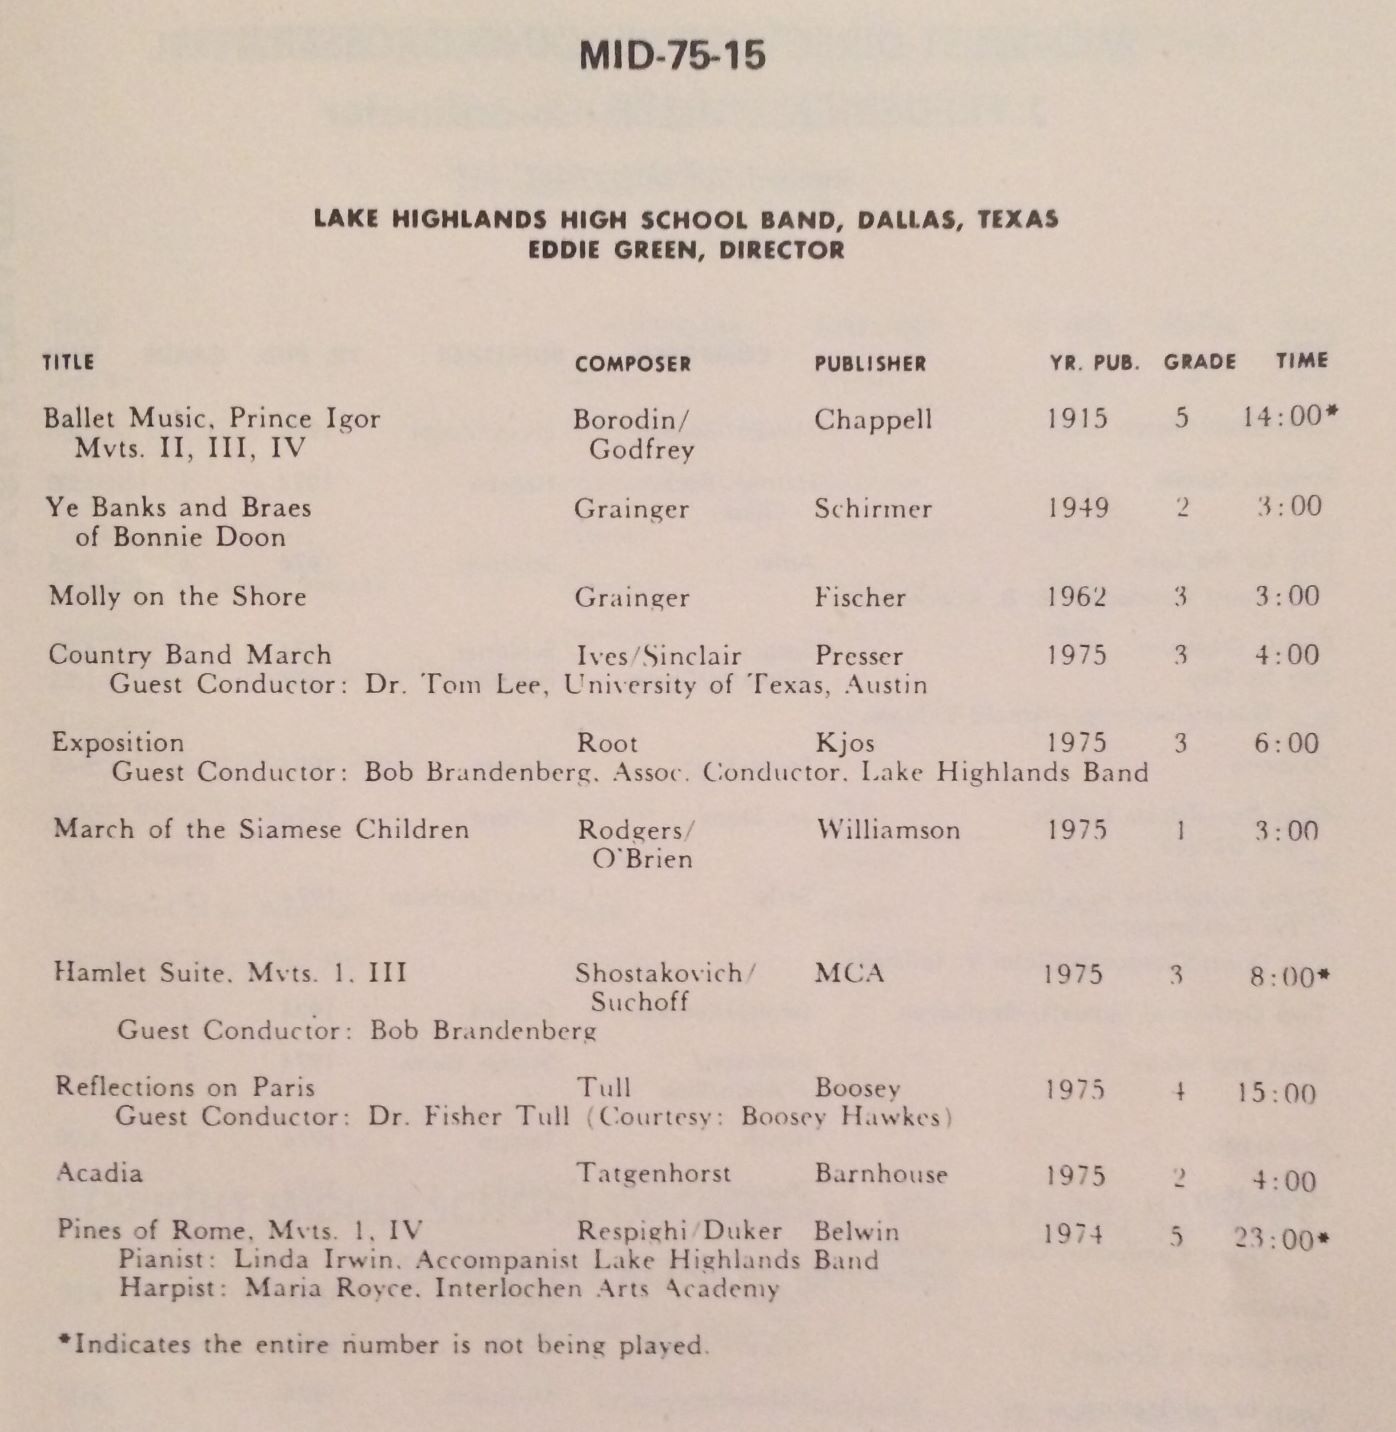 MID-75-15
LAKE HIGHLANDS HIGH SCHOOL BAND, DALLAS, TEXAS
EDDIE GREEN, DIRECTOR
TITLE COMPOSER PUBLISHER YR. PUB. GRADE TIME
Ballet Music, Prince Igor Borodin/ Chappell 1915 5 14:00*
Mvts. II, III, IV Godfrey
Ye Banks and Braes Grainger Schirmer 1949 2 3:00
of Bonnie Doon
Molly on the Shore Grainger Fischer 1962 3 3:00
Country Band March Ives/Sinclair Presser 1975 3 4:00
Guest Conductor: Dr. Tom Lee, University of Texas, Austin
Exposition Root Kjos 1975 3 6:00
Guest Conductor: Bob Brandenberg, Assoc. Conductor, Lake Highlands Band
March of the Siamese Children Rodgers/ Williamson 1975 1 3:00
O'Brien
Hamlet Suite, Mvts. 1, III Shostakovich/ MCA 1975 3 8:00*
Suchoff
Guest Conductor: Bob Brandenberg
Reflections on Paris Tull Boosey 1975 4 15:00
Guest Conductor: Dr. Fisher Tull (Courtesy: Boosey Hawkes)
Acadia Tatgenhorst Barnhouse 1975 2 4:00
Pines of Rome, Mvts. 1, IV Respighi/Duker Belwin 1974 5 23:00*
Pianist: Linda Irwin, Accompanist Lake Highlands Band
Harpist: Maria Royce, Interlochen Arts Academy
*Indicates the entire number is not being played.